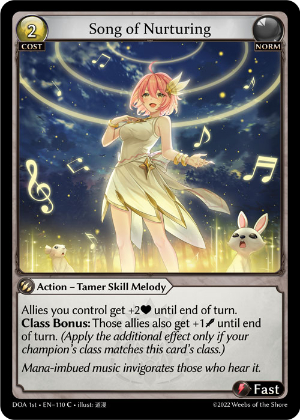 2
COST
Song of Nurturing
NORM
Action – Tamer Skill Melody
Allies you control get +2 until end of turn.
Class Bonus: Those allies also get +1 until end
of turn. (Apply the additional effect only if your
champion's class matches this card's class.)
Mana-imbued music invigorates those who hear it.
Fast
DOA 1st • EN-110 C • illust: 道漫
©2022 Weebs of the Shore